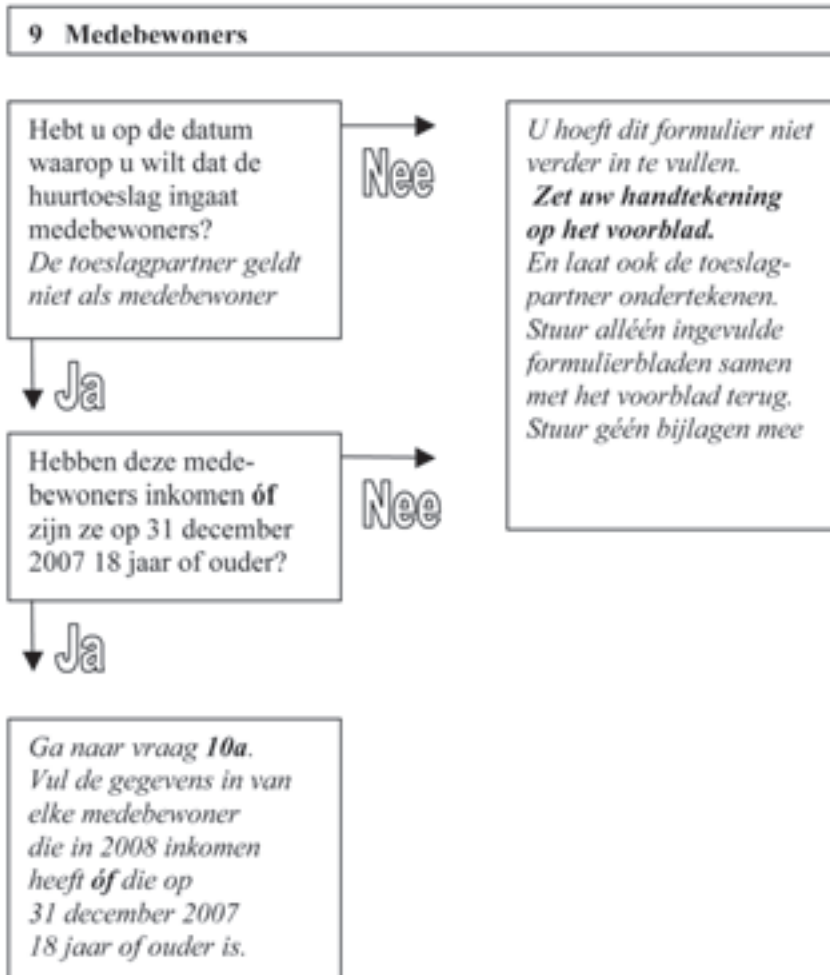 9 Medebewoners
Hebt u op de datum
waarop u wilt dat de
huurtoeslag ingaat
medebewoners?
De toeslagpartner geldt
niet als medebewoner
Nee
U hoeft dit formulier niet
verder in te vullen.
Zet uw handtekening
op het voorblad.
En laat ook de toeslag-
partner ondertekenen.
Stuur alléén ingevulde
formulierbladen samen
met het voorblad terug.
Stuur géén bijlagen mee
Ja
Hebben deze mede-
bewoners inkomen óf
zijn ze op 31 december
2007 18 jaar of ouder?
Nee
Ja
Ga naar vraag 10a.
Vul de gegevens in van
elke medebewoner
die in 2008 inkomen
heeft óf die op
31 december 2007
18 jaar of ouder is.